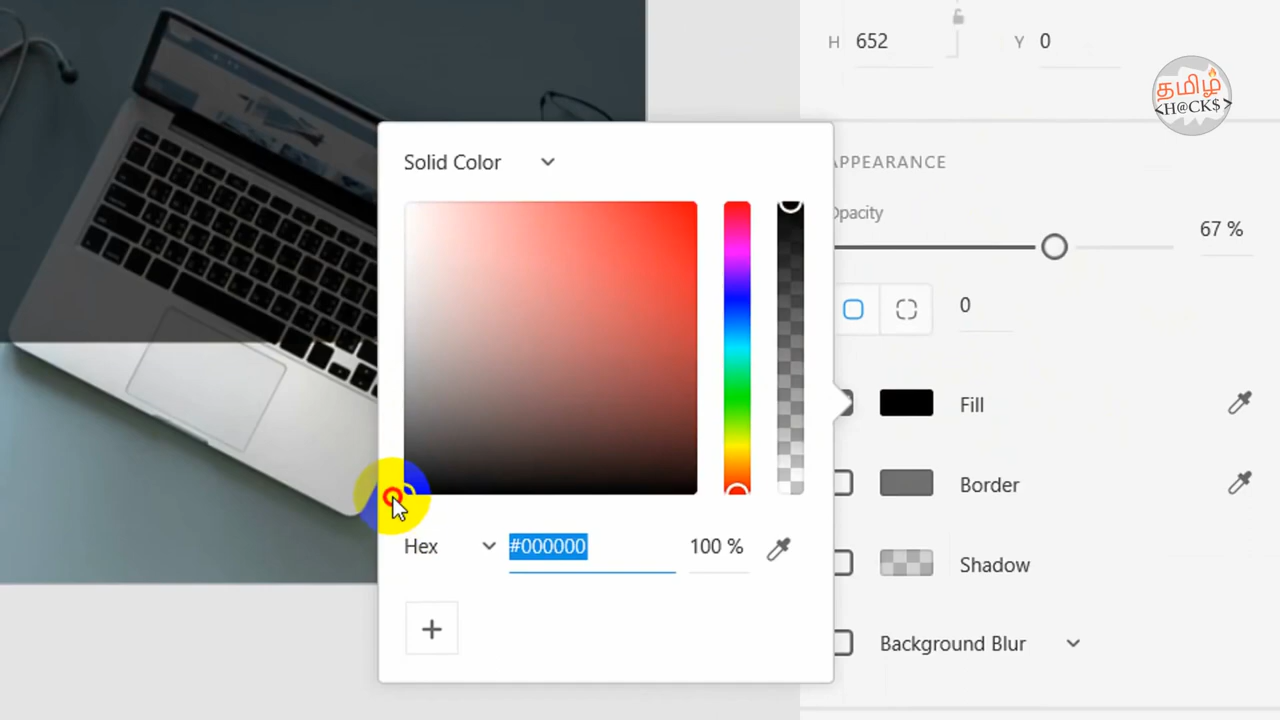 H 652
Y 0
தமிழ்
<H@CK$>
Solid Color
APPEARANCE
Opacity
67 %
0
Fill
Border
Hex
#000000
100 %
Shadow
+
Background Blur